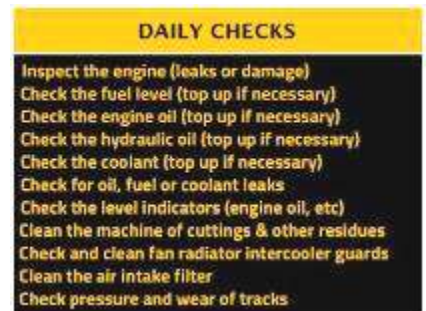 DAILY CHECKS
Inspect the engine (leaks or damage)
Check the fuel level (top up if necessary)
Check the engine oil (top up if necessary)
Check the hydraulic oil (top up if necessary)
Check the coolant (top up if necessary)
Check for oil, fuel or coolant leaks
Check the level indicators (engine oil, etc)
Clean the machine of cuttings & other residues
Check and clean fan radiator intercooler guards
Clean the air intake filter
Check pressure and wear of tracks